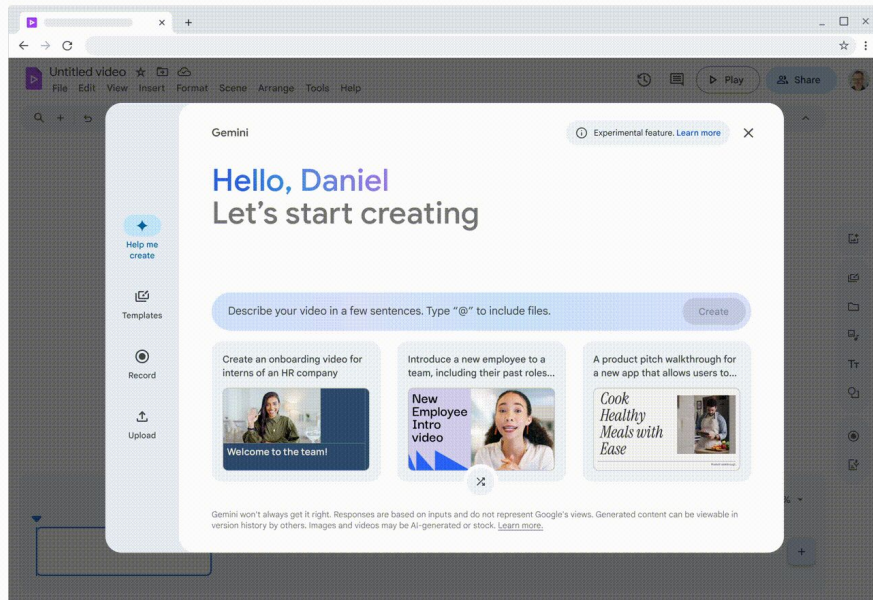 Untitled video
File Edit View Insert Format Scene Arrange Tools Help
Play
Share
Gemini
Experimental feature. Learn more
Hello, Daniel
Let's start creating
Help me
create
Templates
Record
Upload
Describe your video in a few sentences. Type "@" to include files.
Create
Create an onboarding video for
interns of an HR company
Welcome to the team!
Introduce a new employee to a
team, including their past roles...
New
Employee
Intro
video
A product pitch walkthrough for
a new app that allows users to...
Cook
Healthy
Meals with
Ease
Gemini won't always get it right. Responses are based on inputs and do not represent Google's views. Generated content can be viewable in
version history by others. Images and videos may be AI-generated or stock. Learn more.
Tт
%